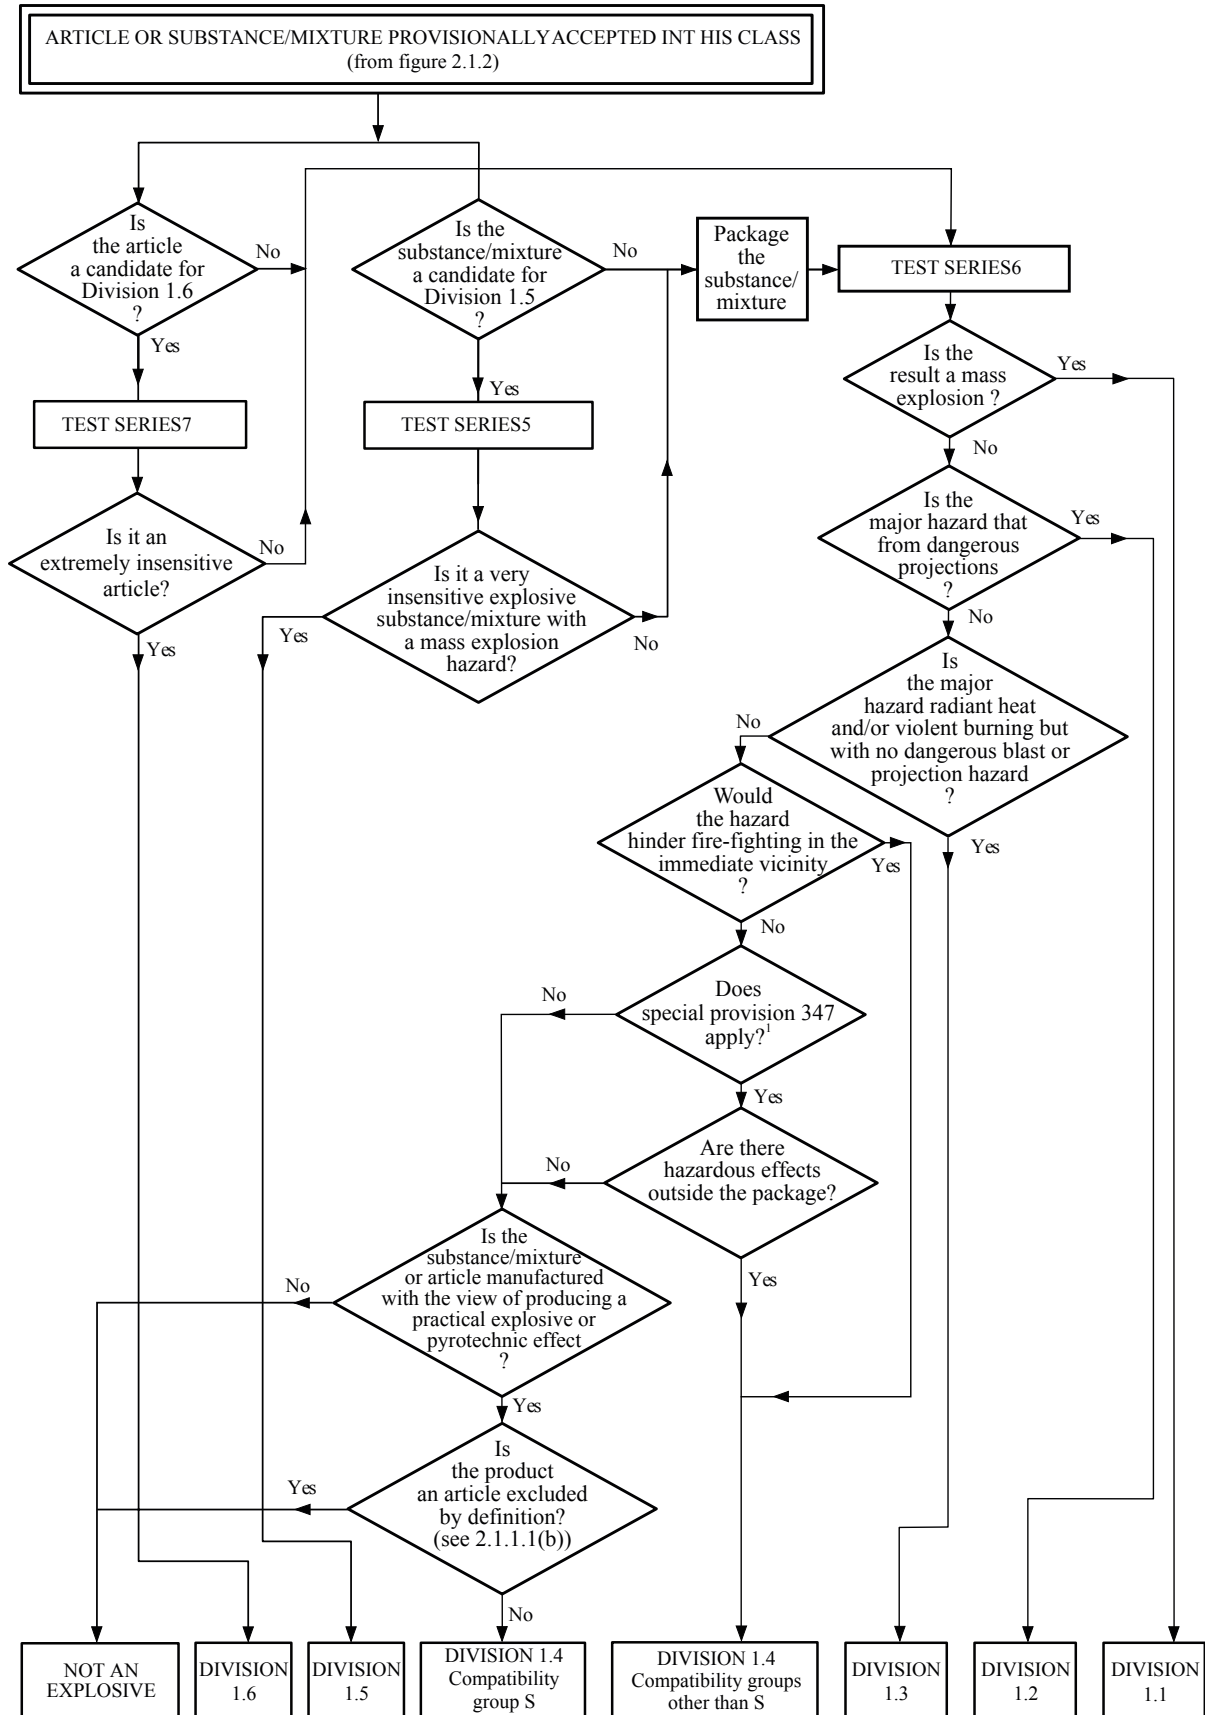 ARTICLE OR SUBSTANCE/MIXTURE PROVISIONALLY ACCEPTED INT HIS CLASS
(from figure 2.1.2)
Is
the article
a candidate for
Division 1.6
?
No
Yes
Is the
substance/mixture
a candidate for
Division 1.5
?
No
Yes
Package
the
substance/
mixture
TEST SERIES6
Is the
result a mass
explosion ?
Yes
No
TEST SERIES7
TEST SERIES5
Is it an
extremely insensitive
article?
No
Yes
Is it a very
insensitive explosive
substance/mixture with
a mass explosion
hazard?
Yes
No
Is the
major hazard that
from dangerous
projections
?
Yes
No
Is
the major
hazard radiant heat
and/or violent burning but
with no dangerous blast or
projection hazard
?
No
Yes
Would
the hazard
hinder fire-fighting in the
immediate vicinity
?
Yes
No
Does
special provision 347
apply?1
No
Yes
Are there
hazardous effects
outside the package?
No
Yes
Is the
substance/mixture
or article manufactured
with the view of producing a
practical explosive or
pyrotechnic effect
?
No
Yes
Is
the product
an article excluded
by definition?
(see 2.1.1.1(b))
Yes
No
NOT AN
EXPLOSIVE
DIVISION
1.6
DIVISION
1.5
DIVISION 1.4
Compatibility
group S
DIVISION 1.4
Compatibility groups
other than S
DIVISION
1.3
DIVISION
1.2
DIVISION
1.1